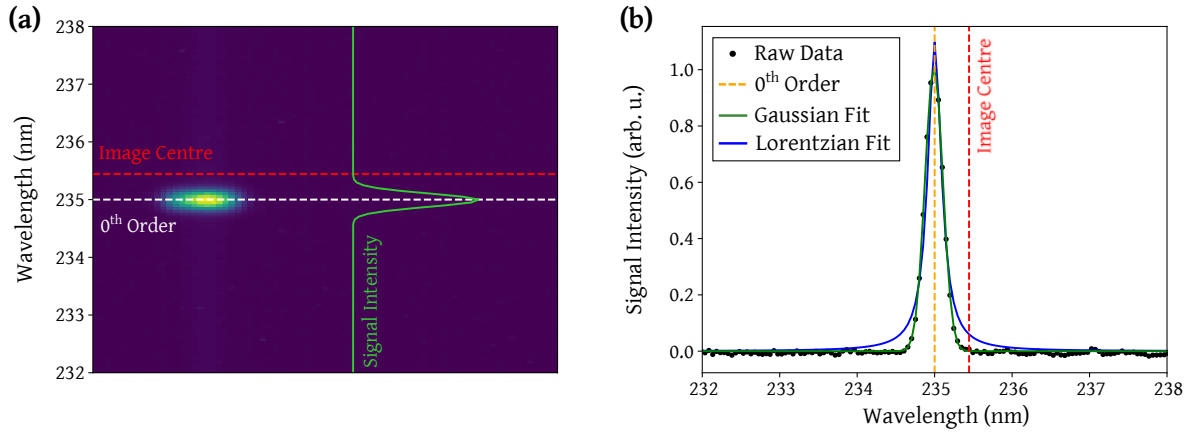 (a)
238
237
236
235
234
233
232
Wavelength (nm)
Image Centre
0th Order
Signal Intensity
(b)
1.0
0.8
0.6
0.4
0.2
0.0
Signal Intensity (arb. u.)
Raw Data
0th Order
Gaussian Fit
Lorentzian Fit
Image Centre
232
233
234
235
236
237
238
Wavelength (nm)